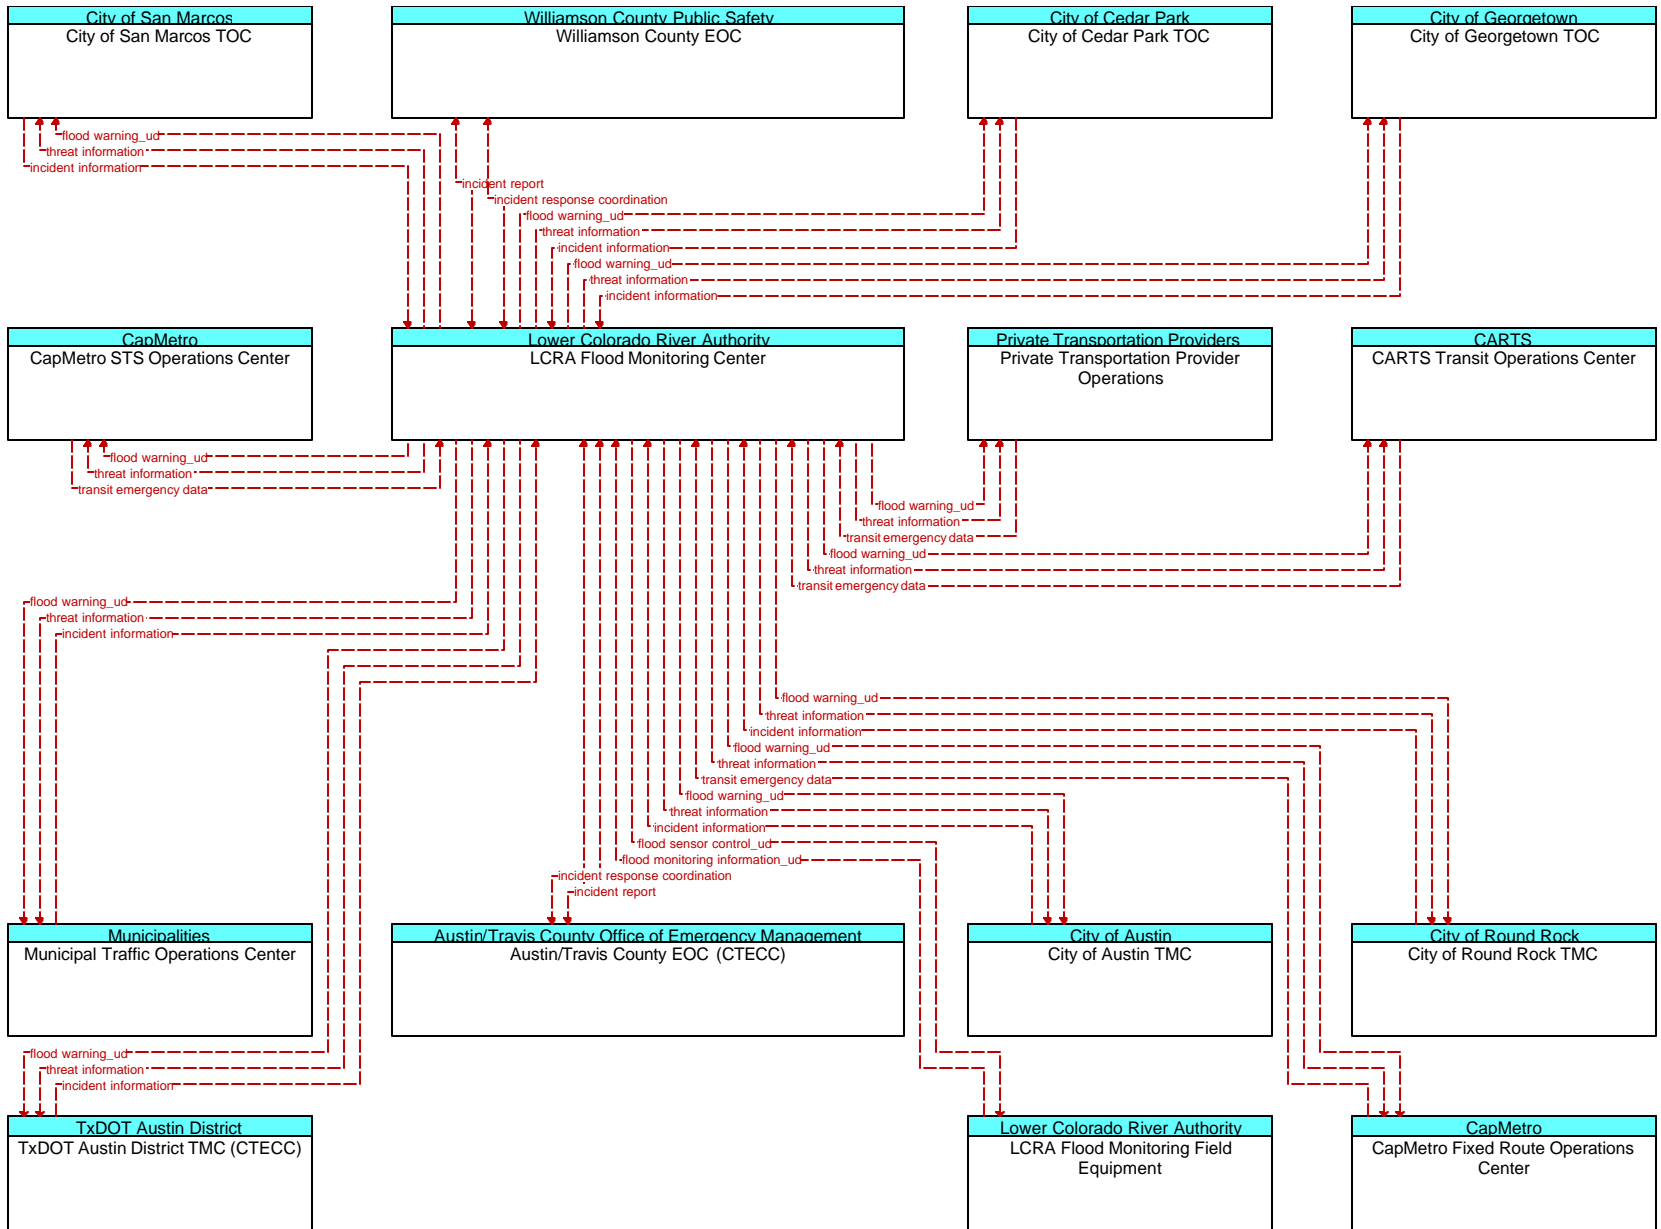 City of San Marcos
City of San Marcos TOC
Williamson County Public Safety
Williamson County EOC
City of Cedar Park
City of Cedar Park TOC
City of Georgetown
City of Georgetown TOC
flood warning_ud
threat information
incident information
incident report
incident response coordination
flood warning_ud
threat information
incident information
flood warning_ud
threat information
incident information
CapMetro
CapMetro STS Operations Center
Lower Colorado River Authority
LCRA Flood Monitoring Center
Private Transportation Providers
Private Transportation Provider
Operations
CARTS
CARTS Transit Operations Center
flood warning_ud
threat information
transit emergency data
flood warning_ud
threat information
transit emergency data
flood warning_ud
threat information
transit emergency data
flood warning_ud
threat information
incident information
flood warning_ud
threat information
incident information
flood warning_ud
threat information
transit emergency data
flood warning_ud
threat information
incident information
flood sensor control_ud
flood monitoring information_ud
incident response coordination
incident report
Municipalities
Municipal Traffic Operations Center
Austin/Travis County Office of Emergency Management
Austin/Travis County EOC (CTECC)
City of Austin
City of Austin TMC
City of Round Rock
City of Round Rock TMC
flood warning_ud
threat information
incident information
TxDOT Austin District
TxDOT Austin District TMC (CTECC)
Lower Colorado River Authority
LCRA Flood Monitoring Field
Equipment
CapMetro
CapMetro Fixed Route Operations
Center